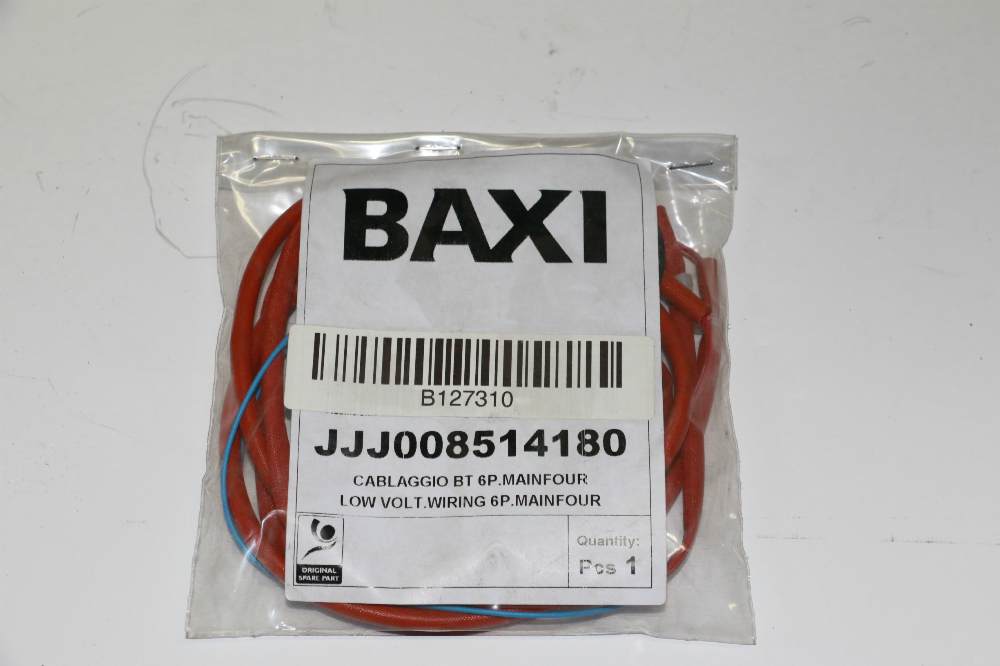 BAXI
B127310
JJJ008514180
CABLAGGIO BT 6P.MAINFOUR
LOW VOLT.WIRING 6P.MAINFOUR
ORIGINAL
SPARE PART
Quantity:
Pcs 1